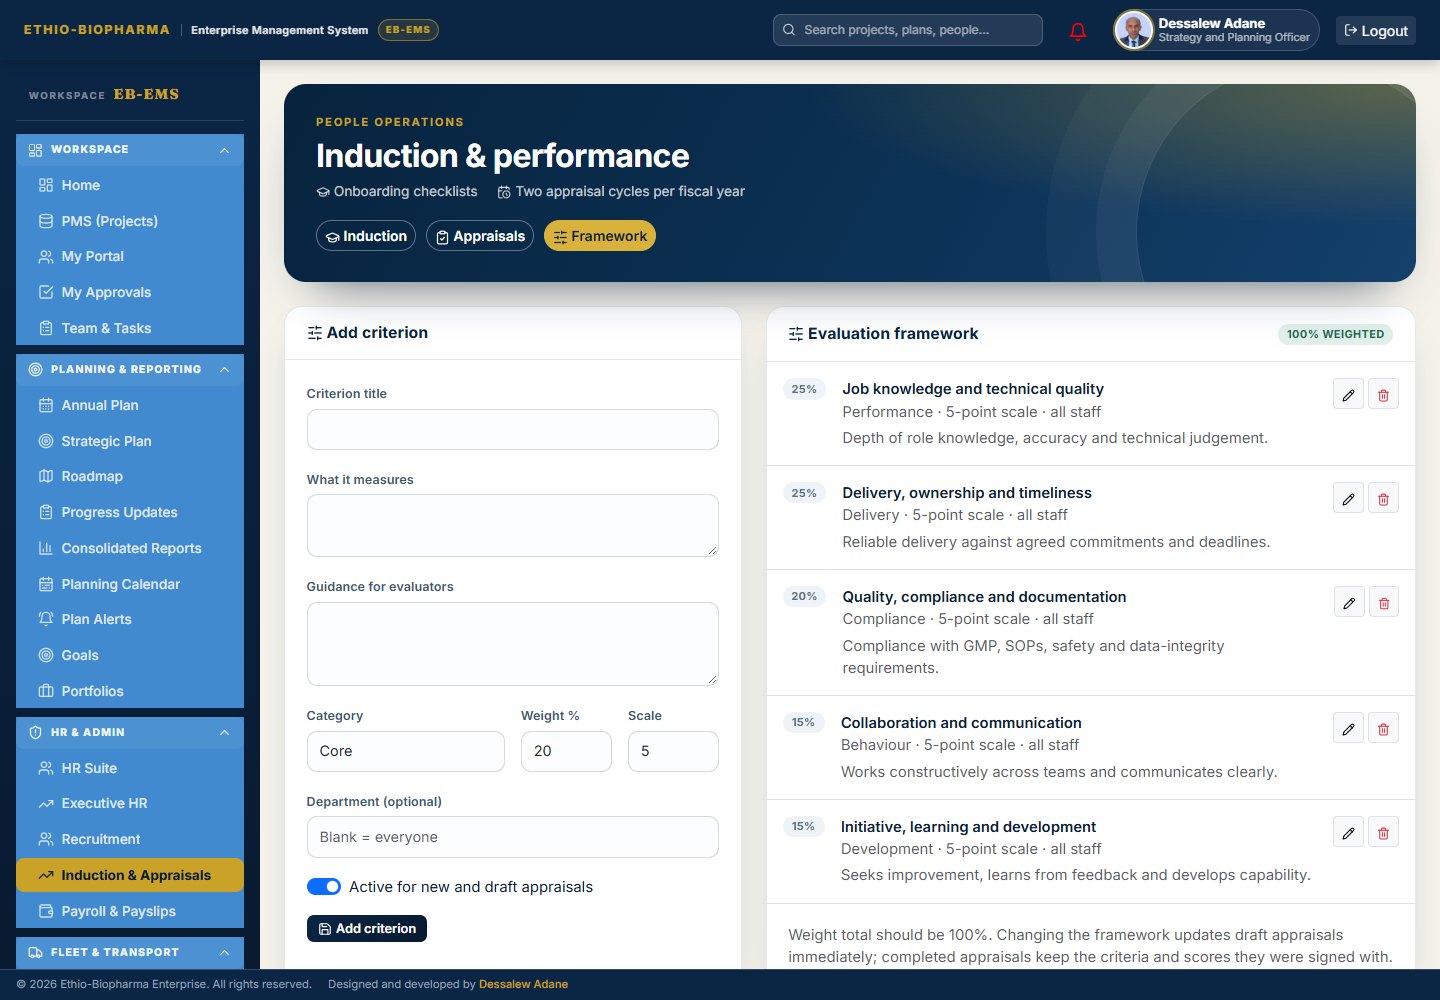 ETHIO-BIOPHARMA
Enterprise Management System
EB-EMS
Search projects, plans, people...
Dessalew Adane
Strategy and Planning Officer
Logout
WORKSPACE EB-EMS
WORKSPACE
Home
PMS (Projects)
My Portal
My Approvals
Team & Tasks
PLANNING & REPORTING
Annual Plan
Strategic Plan
Roadmap
Progress Updates
Consolidated Reports
Planning Calendar
Plan Alerts
Goals
Portfolios
HR & ADMIN
HR Suite
Executive HR
Recruitment
Induction & Appraisals
Payroll & Payslips
FLEET & TRANSPORT
PEOPLE OPERATIONS
Induction & performance
Onboarding checklists
Two appraisal cycles per fiscal year
Induction
Appraisals
Framework
Add criterion
Criterion title
What it measures
Guidance for evaluators
Category
Weight %
Scale
Core
20
5
Department (optional)
Blank = everyone
Active for new and draft appraisals
Add criterion
Evaluation framework
100% WEIGHTED
25%
Job knowledge and technical quality
Performance · 5-point scale · all staff
Depth of role knowledge, accuracy and technical judgement.
25%
Delivery, ownership and timeliness
Delivery · 5-point scale · all staff
Reliable delivery against agreed commitments and deadlines.
20%
Quality, compliance and documentation
Compliance · 5-point scale · all staff
Compliance with GMP, SOPs, safety and data-integrity
requirements.
15%
Collaboration and communication
Behaviour · 5-point scale · all staff
Works constructively across teams and communicates clearly.
15%
Initiative, learning and development
Development · 5-point scale · all staff
Seeks improvement, learns from feedback and develops capability.
Weight total should be 100%. Changing the framework updates draft appraisals
immediately; completed appraisals keep the criteria and scores they were signed with.
© 2026 Ethio-Biopharma Enterprise. All rights reserved.
Designed and developed by Dessalew Adane